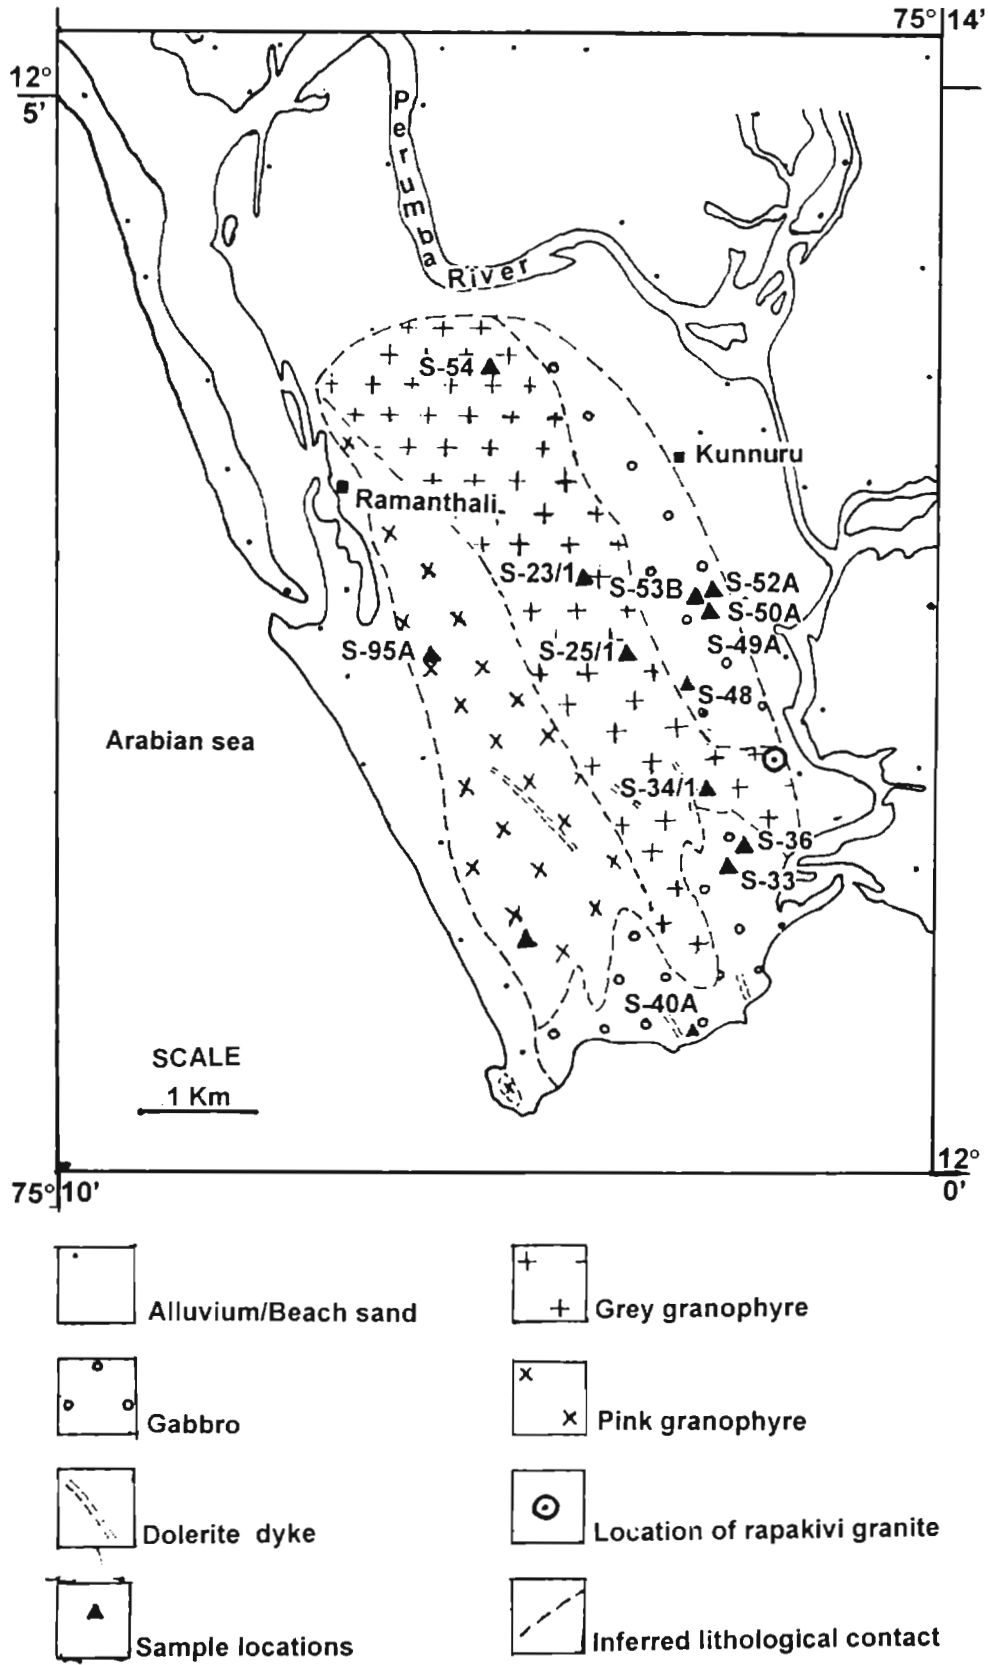 75° 14'
12°
5'
Perumba
River
S-54
Kunnuru
Ramanthali
S-23/1
S-53B
S-52A
S-50A
S-49A
S-95A
S-25/1
S-48
Arabian sea
S-34/1
S-36
S-33
S-40A
SCALE
1 Km
12°
0'
75° 10'
Alluvium/Beach sand
Grey granophyre
Gabbro
Pink granophyre
Dolerite dyke
Location of rapakivi granite
Sample locations
Inferred lithological contact